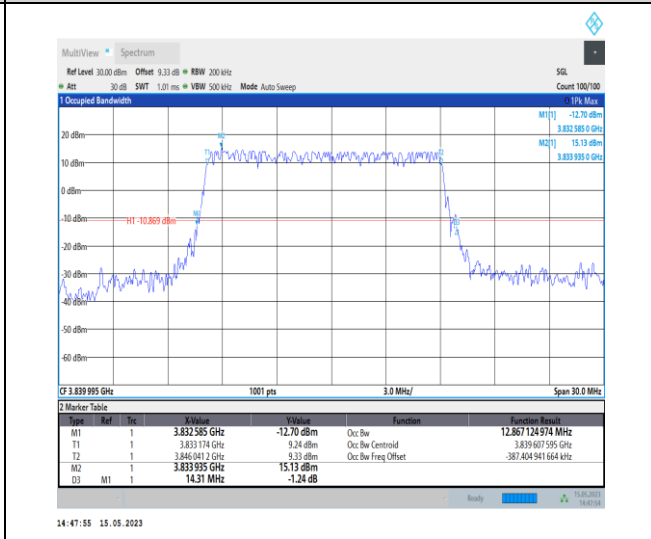 MultiView Spectrum
Ref Level 30.00 dBm Offset 9.33 dB RBW 200 kHz SGL
Att 30 dB SWT 1.01 ms VBW 500 kHz Mode Auto Sweep Count 100/100
1 Occupied Bandwidth 1Pk Max
M1[1] -12.70 dBm
3.832 585 0 GHz
M2[1] 15.13 dBm
3.833 935 0 GHz
20 dBm
M2
T1
T2
10 dBm
0 dBm
M1
-10 dBm
H1 -10.869 dBm
D3
-20 dBm
-30 dBm
-40 dBm
-50 dBm
-60 dBm
CF 3.839 995 GHz 1001 pts 3.0 MHz/ Span 30.0 MHz
2 Marker Table
Type Ref Trc X-Value Y-Value Function Function Result
M1 1 3.832 585 GHz -12.70 dBm Occ Bw 12.867 124 974 MHz
T1 1 3.833 174 GHz 9.24 dBm Occ Bw Centroid 3.839 607 595 GHz
T2 1 3.846 041 2 GHz 9.33 dBm Occ Bw Freq Offset -387.404 941 664 kHz
M2 1 3.833 935 GHz 15.13 dBm
D3 M1 1 14.31 MHz -1.24 dB
Ready 15.05.2023
14:47:54
14:47:55 15.05.2023